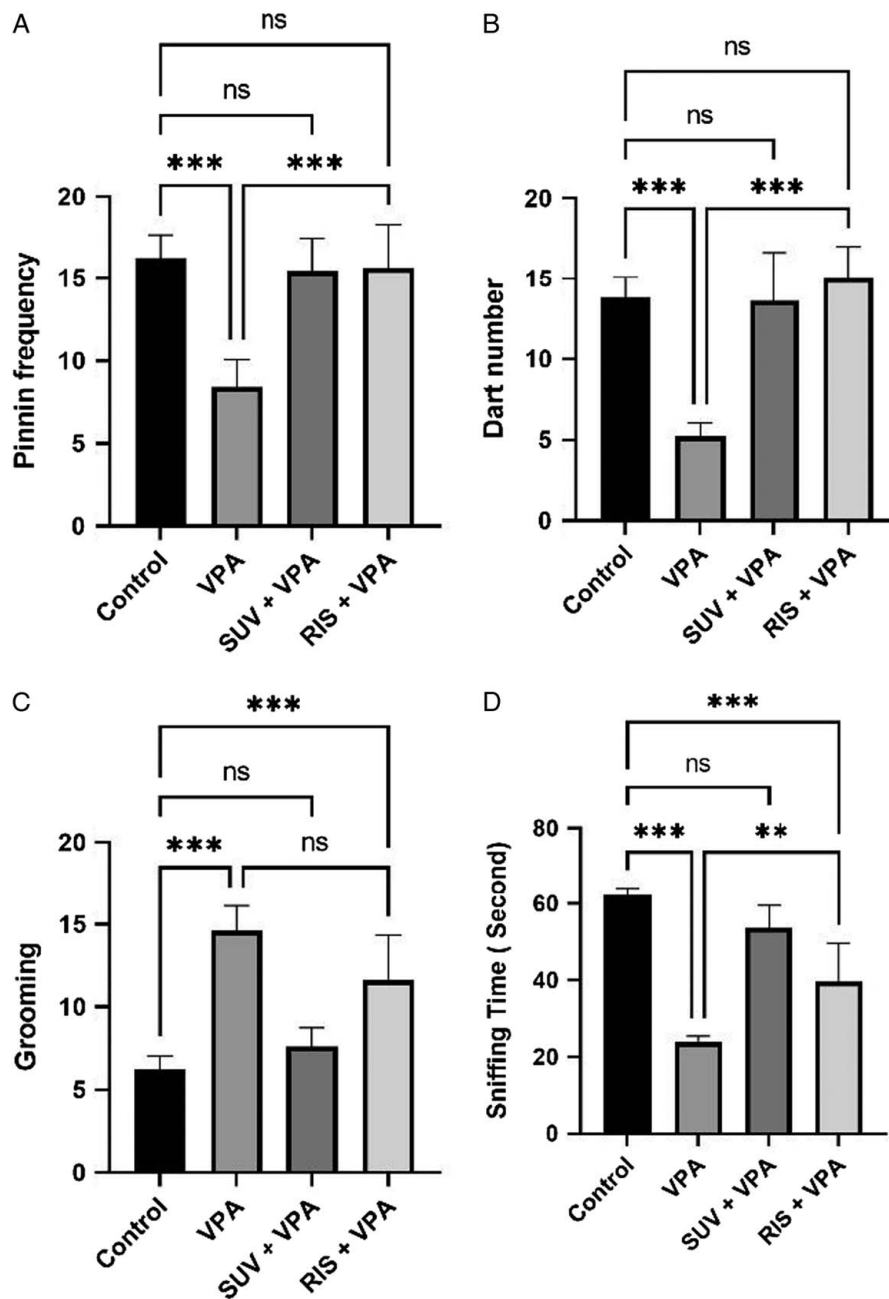 A
ns
ns
*** ***
20
15
10
5
0
Pinnin frequency
Control
VPA
SUV + VPA
RIS + VPA
B
ns
ns
*** ***
20
15
10
5
0
Dart number
Control
VPA
SUV + VPA
RIS + VPA
C
***
ns
*** ns
20
15
10
5
0
Grooming
Control
VPA
SUV + VPA
RIS + VPA
D
***
ns
*** **
80
60
40
20
0
Sniffing Time ( Second)
Control
VPA
SUV + VPA
RIS + VPA